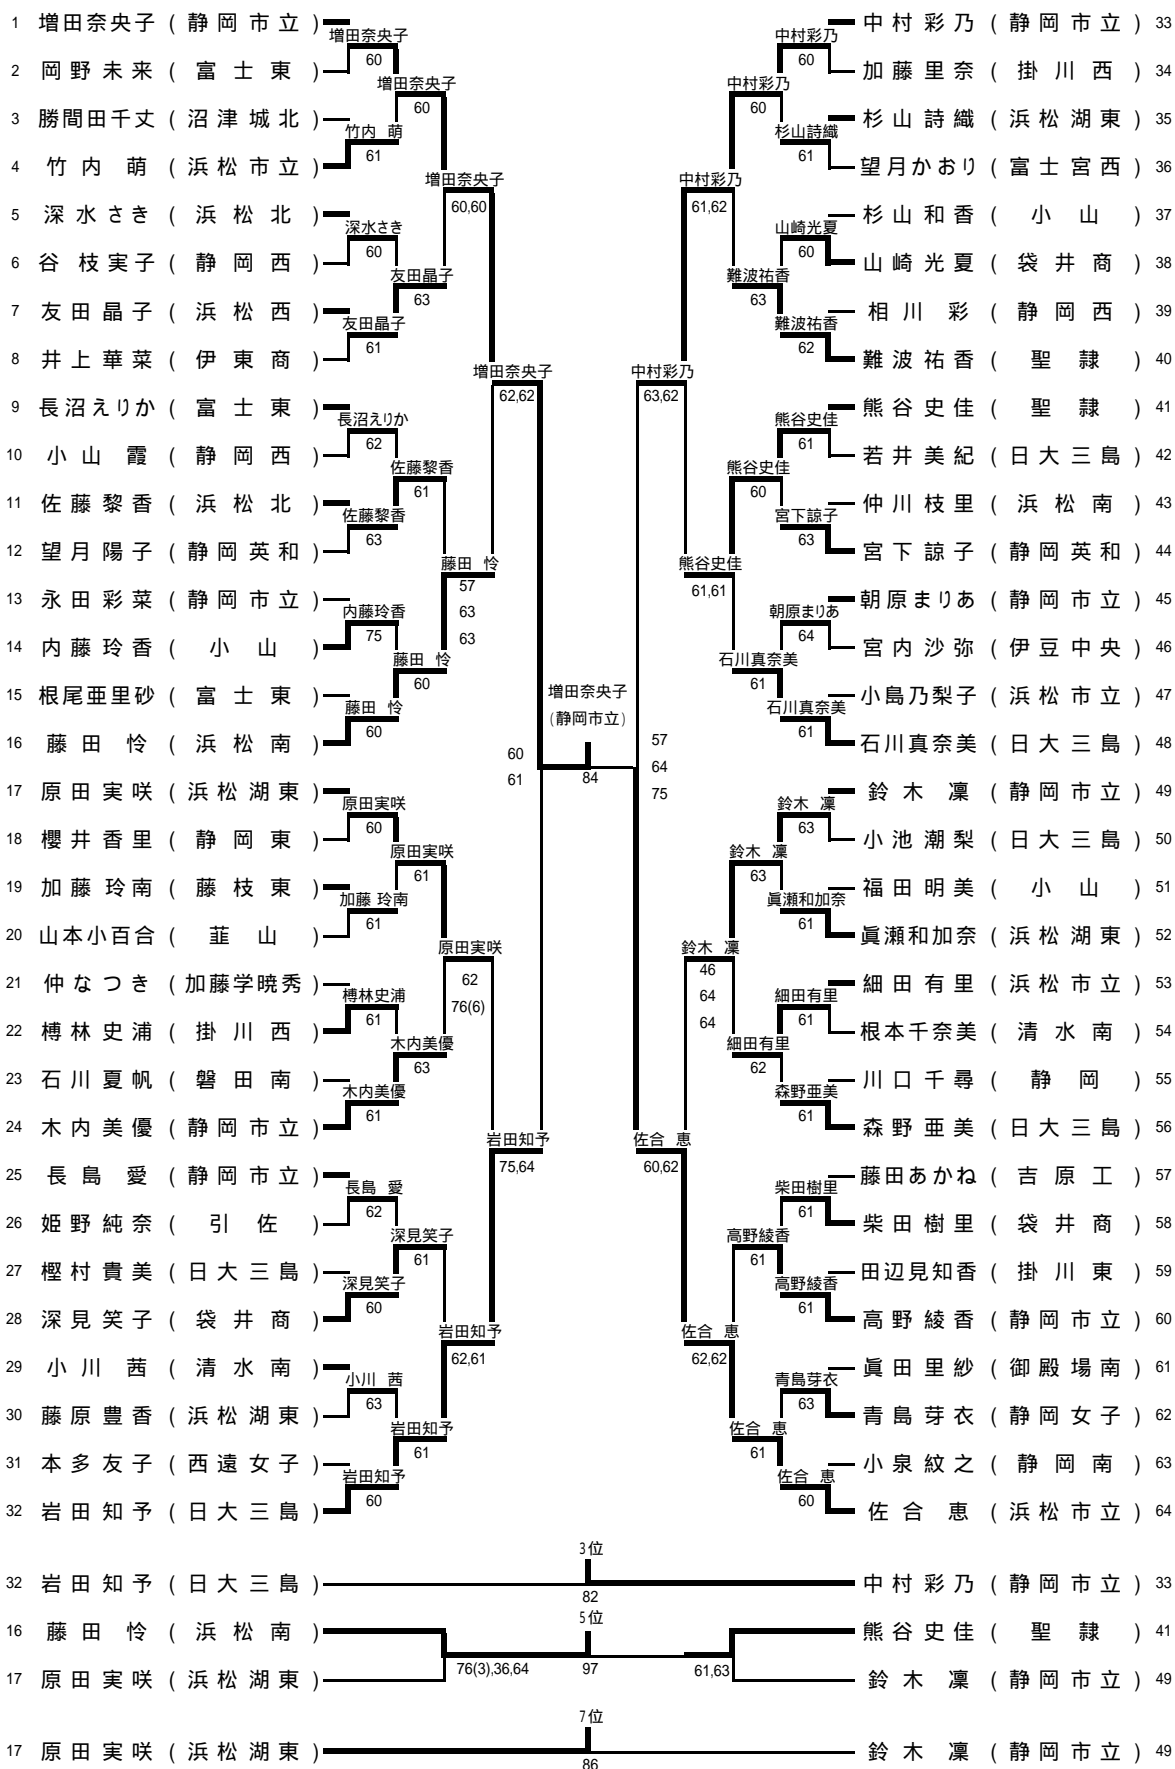 1 増田奈央子 ( 静岡市立 )
2 岡野未来 ( 富士東 )
3 勝間田千丈 ( 沼津城北 )
4 竹内萌 ( 浜松市立 )
5 深水さき ( 浜松北 )
6 谷枝実子 ( 静岡西 )
7 友田晶子 ( 浜松西 )
8 井上華菜 ( 伊東商 )
9 長沼えりか ( 富士東 )
10 小山霞 ( 静岡西 )
11 佐藤黎香 ( 浜松北 )
12 望月陽子 ( 静岡英和 )
13 永田彩菜 ( 静岡市立 )
14 内藤玲香 ( 小山 )
15 根尾亜里砂 ( 富士東 )
16 藤田怜 ( 浜松南 )
17 原田実咲 ( 浜松湖東 )
18 櫻井香里 ( 静岡東 )
19 加藤玲南 ( 藤枝東 )
20 山本小百合 ( 韮山 )
21 仲なつき ( 加藤学暁秀 )
22 榑林史浦 ( 掛川西 )
23 石川夏帆 ( 磐田南 )
24 木内美優 ( 静岡市立 )
25 長島愛 ( 静岡市立 )
26 姫野純奈 ( 引佐 )
27 樫村貴美 ( 日大三島 )
28 深見笑子 ( 袋井商 )
29 小川茜 ( 清水南 )
30 藤原豊香 ( 浜松湖東 )
31 本多友子 ( 西遠女子 )
32 岩田知予 ( 日大三島 )
増田奈央子
60
竹内 萌
61
深水さき
60
友田晶子
61
長沼えりか
62
佐藤黎香
63
内藤玲香
75
藤田 怜
60
原田実咲
60
加藤 玲南
61
榑林史浦
61
木内美優
61
長島 愛
62
深見笑子
60
小川 茜
63
岩田知予
60
増田奈央子
60
友田晶子
63
佐藤黎香
61
藤田 怜
60
原田実咲
61
木内美優
63
深見笑子
61
岩田知予
61
増田奈央子
60,60
藤田 怜
57
63
63
原田実咲
62
76(6)
岩田知予
62,61
増田奈央子
62,62
岩田知予
75,64
60
61
増田奈央子
(静岡市立)
84
57
64
75
中村彩乃
63,62
佐合 恵
60,62
中村彩乃
61,62
熊谷史佳
61,61
鈴木 凜
46
64
64
佐合 恵
62,62
中村彩乃
60
難波祐香
63
熊谷史佳
60
石川真奈美
61
鈴木 凜
63
細田有里
62
高野綾香
61
佐合 恵
61
中村彩乃
60
杉山詩織
61
山崎光夏
60
難波祐香
62
熊谷史佳
61
宮下諒子
63
朝原まりあ
64
石川真奈美
61
鈴木 凜
63
眞瀬和加奈
61
細田有里
61
森野亜美
61
柴田樹里
61
高野綾香
61
青島芽衣
63
佐合 恵
60
中村彩乃 ( 静岡市立 ) 33
加藤里奈 ( 掛川西 ) 34
杉山詩織 ( 浜松湖東 ) 35
望月かおり ( 富士宮西 ) 36
杉山和香 ( 小山 ) 37
山崎光夏 ( 袋井商 ) 38
相川彩 ( 静岡西 ) 39
難波祐香 ( 聖隷 ) 40
熊谷史佳 ( 聖隷 ) 41
若井美紀 ( 日大三島 ) 42
仲川枝里 ( 浜松南 ) 43
宮下諒子 ( 静岡英和 ) 44
朝原まりあ ( 静岡市立 ) 45
宮内沙弥 ( 伊豆中央 ) 46
小島乃梨子 ( 浜松市立 ) 47
石川真奈美 ( 日大三島 ) 48
鈴木凜 ( 静岡市立 ) 49
小池潮梨 ( 日大三島 ) 50
福田明美 ( 小山 ) 51
眞瀬和加奈 ( 浜松湖東 ) 52
細田有里 ( 浜松市立 ) 53
根本千奈美 ( 清水南 ) 54
川口千尋 ( 静岡 ) 55
森野亜美 ( 日大三島 ) 56
藤田あかね ( 吉原工 ) 57
柴田樹里 ( 袋井商 ) 58
田辺見知香 ( 掛川東 ) 59
高野綾香 ( 静岡市立 ) 60
眞田里紗 ( 御殿場南 ) 61
青島芽衣 ( 静岡女子 ) 62
小泉紋之 ( 静岡南 ) 63
佐合恵 ( 浜松市立 ) 64
3位
32 岩田知予 ( 日大三島 ) 82 中村彩乃 ( 静岡市立 ) 33
5位
16 藤田怜 ( 浜松南 ) 熊谷史佳 ( 聖隷 ) 41
76(3),36,64 97 61,63
17 原田実咲 ( 浜松湖東 ) 鈴木凜 ( 静岡市立 ) 49
7位
17 原田実咲 ( 浜松湖東 ) 86 鈴木凜 ( 静岡市立 ) 49